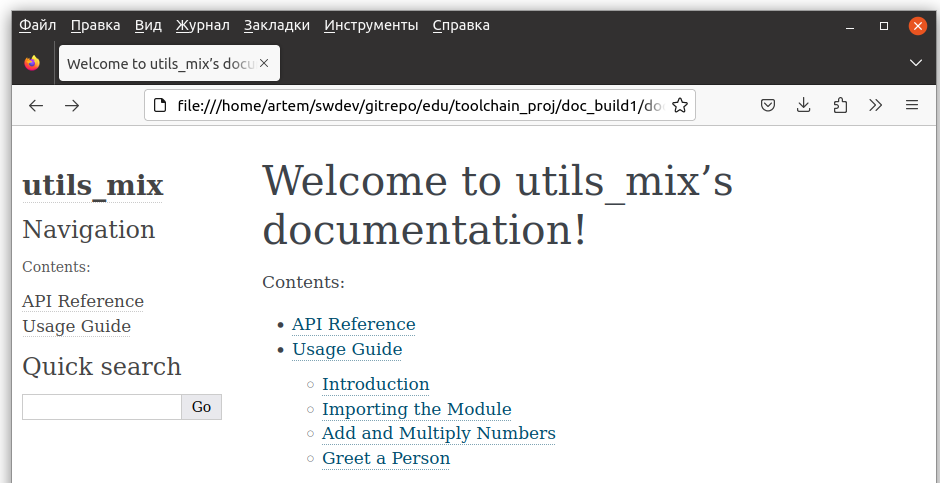 Файл Правка Вид Журнал Закладки Инструменты Справка
Welcome to utils_mix’s docu
file:///home/artem/swdev/gitrepo/edu/toolchain_proj/doc_build1/do
utils_mix
Navigation
Contents:
API Reference
Usage Guide
Quick search
Go
Welcome to utils_mix’s
documentation!
Contents:
API Reference
Usage Guide
Introduction
Importing the Module
Add and Multiply Numbers
Greet a Person